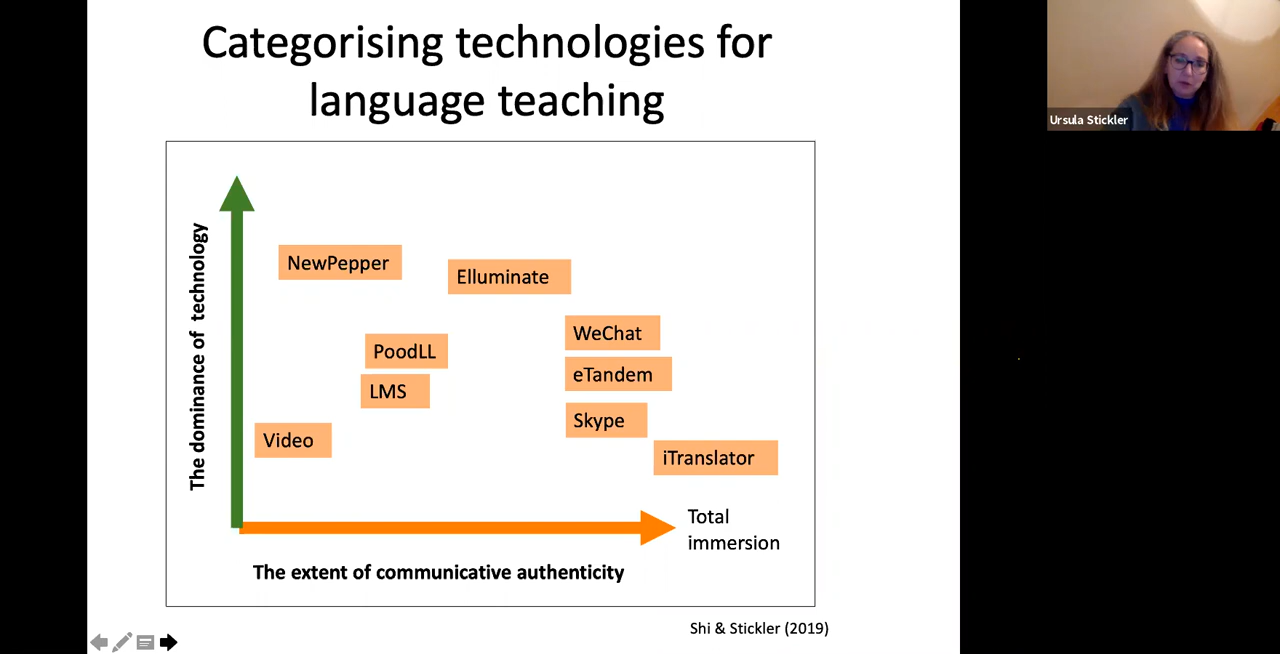 Categorising technologies for
language teaching
Ursula Stickler
The dominance of technology
NewPepper
Elluminate
WeChat
PoodLL
eTandem
LMS
Skype
Video
iTranslator
Total
immersion
The extent of communicative authenticity
Shi & Stickler (2019)